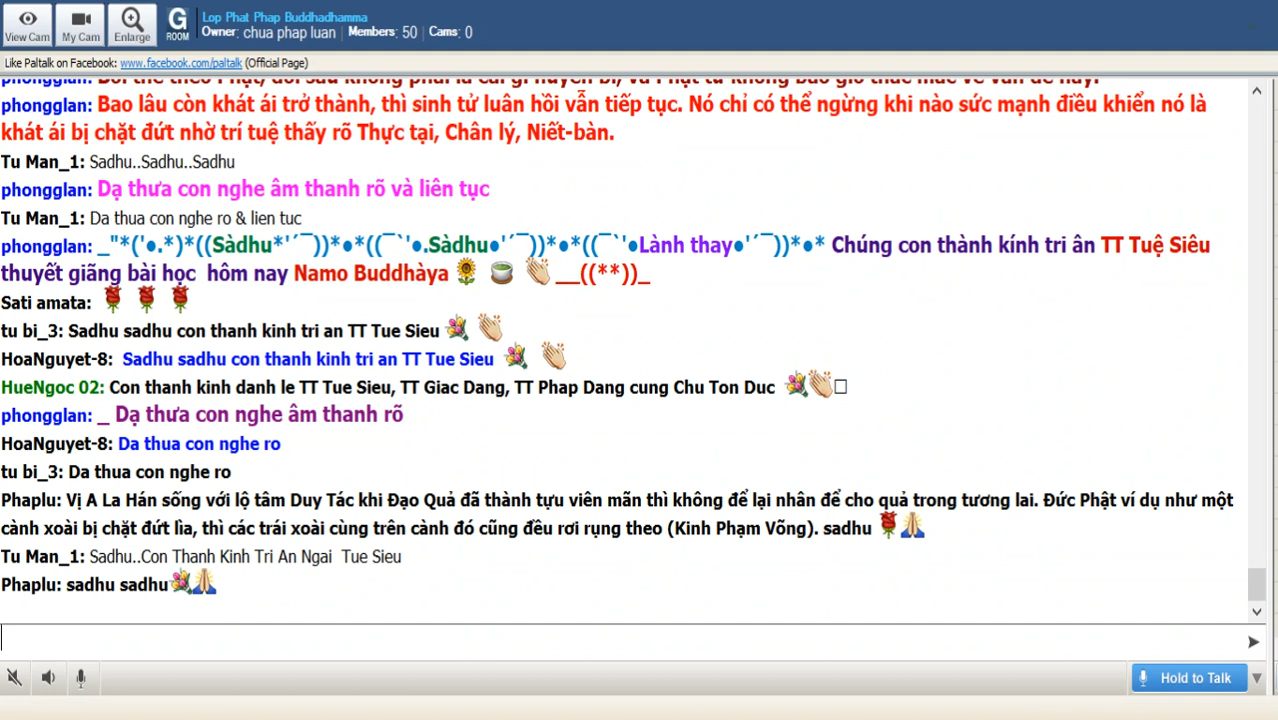 View Cam
My Cam
Enlarge
G
ROOM
Lop Phat Phap Buddhadhamma
Owner: chua phap luan | Members: 50 | Cams: 0
Like Paltalk on Facebook: www.facebook.com/paltalk (Official Page)
phongglan: Bao lâu còn khát ái trở thành, thì sinh tử luân hồi vẫn tiếp tục. Nó chỉ có thể ngừng khi nào sức mạnh điều khiển nó là
khát ái bị chặt đứt nhờ trí tuệ thấy rõ Thực tại, Chân lý, Niết-bàn.
Tu Man_1: Sadhu..Sadhu..Sadhu
phongglan: Dạ thưa con nghe âm thanh rõ và liên tục
Tu Man_1: Da thua con nghe ro & lien tuc
phongglan: _"*('●.*)*((Sàdhu*'´¯))*●*((¯`'●.Sàdhu●'´¯))*●*((¯`'●Lành thay●'´¯))*●* Chúng con thành kính tri ân TT Tuệ Siêu
thuyết giãng bài học hôm nay Namo Buddhàya 🌻 🍵 👏 __((**))_
Sati amata: 🌹 🌹 🌹
tu bi_3: Sadhu sadhu con thanh kinh tri an TT Tue Sieu 💐 👏
HoaNguyet-8: Sadhu sadhu con thanh kinh tri an TT Tue Sieu 💐 👏
HueNgoc 02: Con thanh kinh danh le TT Tue Sieu, TT Giac Dang, TT Phap Dang cung Chu Ton Duc 💐👏□
phongglan: _ Dạ thưa con nghe âm thanh rõ
HoaNguyet-8: Da thua con nghe ro
tu bi_3: Da thua con nghe ro
Phaplu: Vị A La Hán sống với lộ tâm Duy Tác khi Đạo Quả đã thành tựu viên mãn thì không để lại nhân để cho quả trong tương lai. Đức Phật ví dụ như một
cành xoài bị chặt đứt lìa, thì các trái xoài cùng trên cành đó cũng đều rơi rụng theo (Kinh Phạm Võng). sadhu 🌹🙏
Tu Man_1: Sadhu..Con Thanh Kinh Tri An Ngai Tue Sieu
Phaplu: sadhu sadhu💐🙏
Hold to Talk